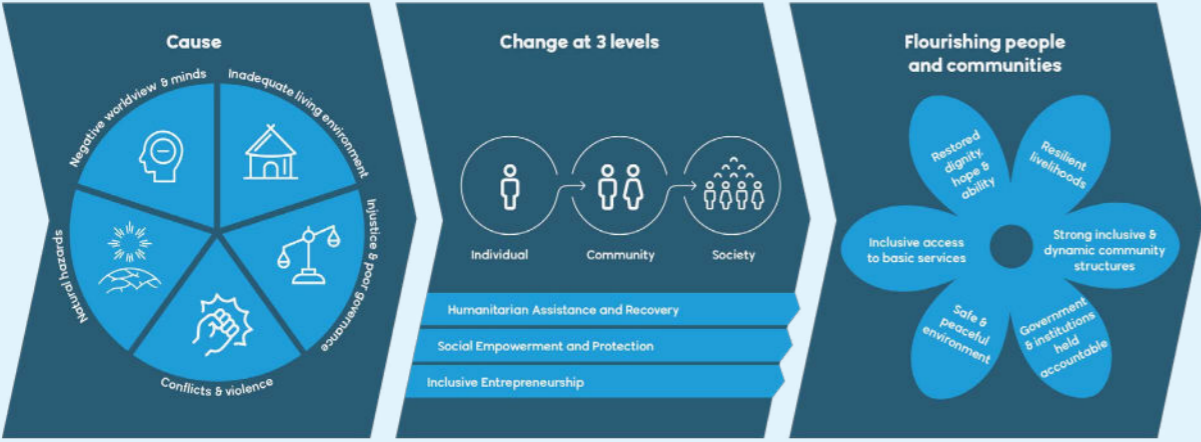 Cause
Negative worldview & minds
Inadequate living environment
Injustice & poor governance
Conflicts & violence
Natural hazards
Change at 3 levels
Individual
Community
Society
Humanitarian Assistance and Recovery
Social Empowerment and Protection
Inclusive Entrepreneurship
Flourishing people
and communities
Restored
dignity,
hope &
ability
Resilient
livelihoods
Inclusive access
to basic services
Strong inclusive &
dynamic community
structures
Safe &
peaceful
environment
Government
& institutions
held
accountable